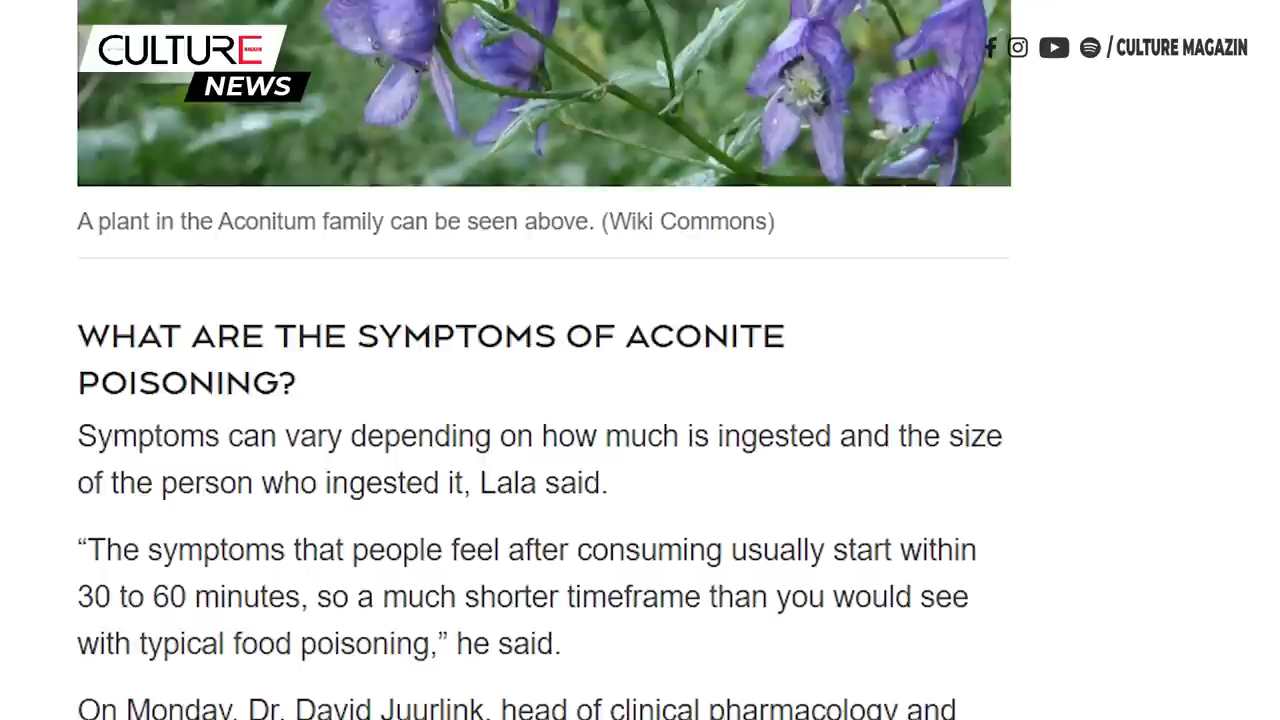 CULTURE
NEWS
/ CULTURE MAGAZIN
A plant in the Aconitum family can be seen above. (Wiki Commons)
WHAT ARE THE SYMPTOMS OF ACONITE
POISONING?
Symptoms can vary depending on how much is ingested and the size
of the person who ingested it, Lala said.
“The symptoms that people feel after consuming usually start within
30 to 60 minutes, so a much shorter timeframe than you would see
with typical food poisoning,” he said.
On Monday, Dr. David Juurlink, head of clinical pharmacology and